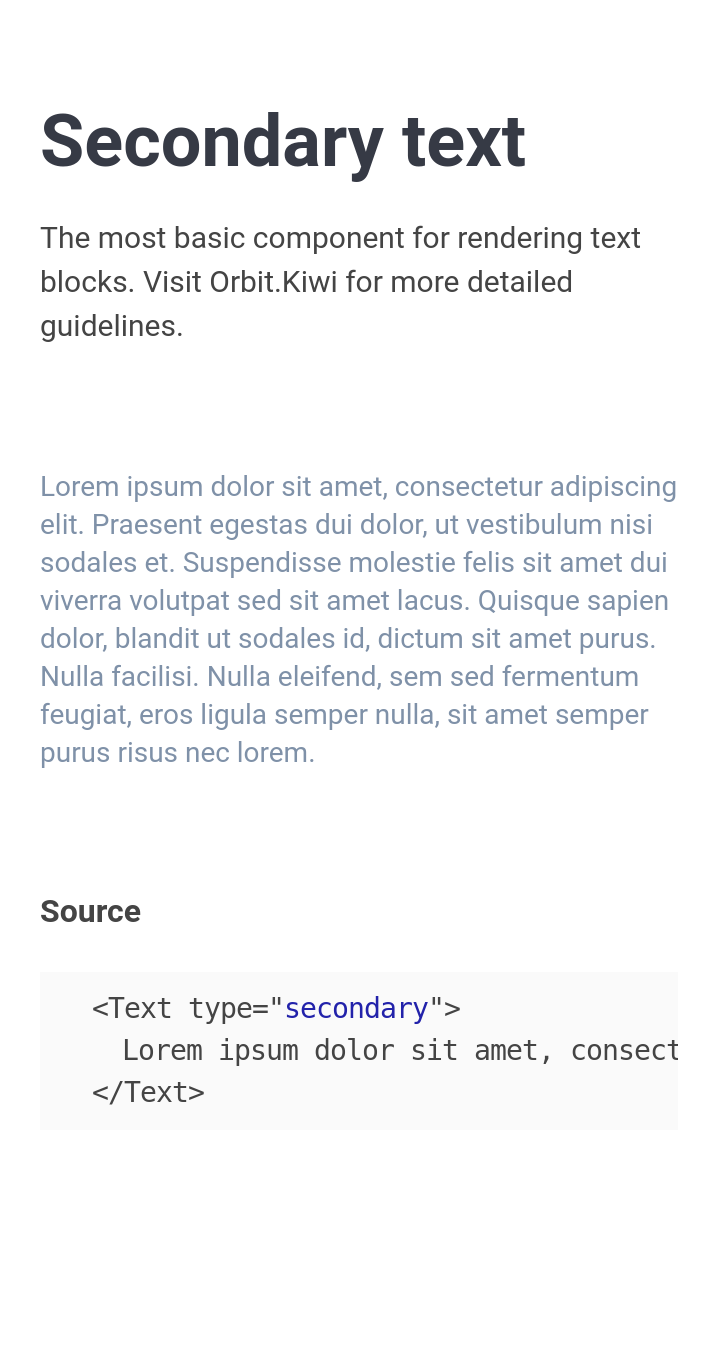 Secondary text
The most basic component for rendering text
blocks. Visit Orbit.Kiwi for more detailed
guidelines.
Lorem ipsum dolor sit amet, consectetur adipiscing
elit. Praesent egestas dui dolor, ut vestibulum nisi
sodales et. Suspendisse molestie felis sit amet dui
viverra volutpat sed sit amet lacus. Quisque sapien
dolor, blandit ut sodales id, dictum sit amet purus.
Nulla facilisi. Nulla eleifend, sem sed fermentum
feugiat, eros ligula semper nulla, sit amet semper
purus risus nec lorem.
Source
<Text type="secondary">
  Lorem ipsum dolor sit amet, consect
</Text>